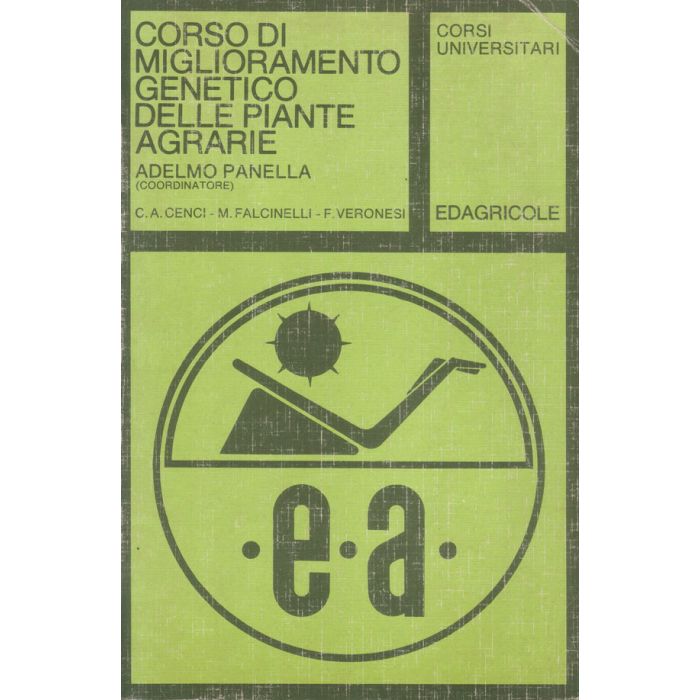 CORSO DI
MIGLIORAMENTO
GENETICO
DELLE PIANTE
AGRARIE
ADELMO PANELLA
(COORDINATORE)
C. A. CENCI - M. FALCINELLI - F. VERONESI
CORSI
UNIVERSITARI
EDAGRICOLE
·e·a·